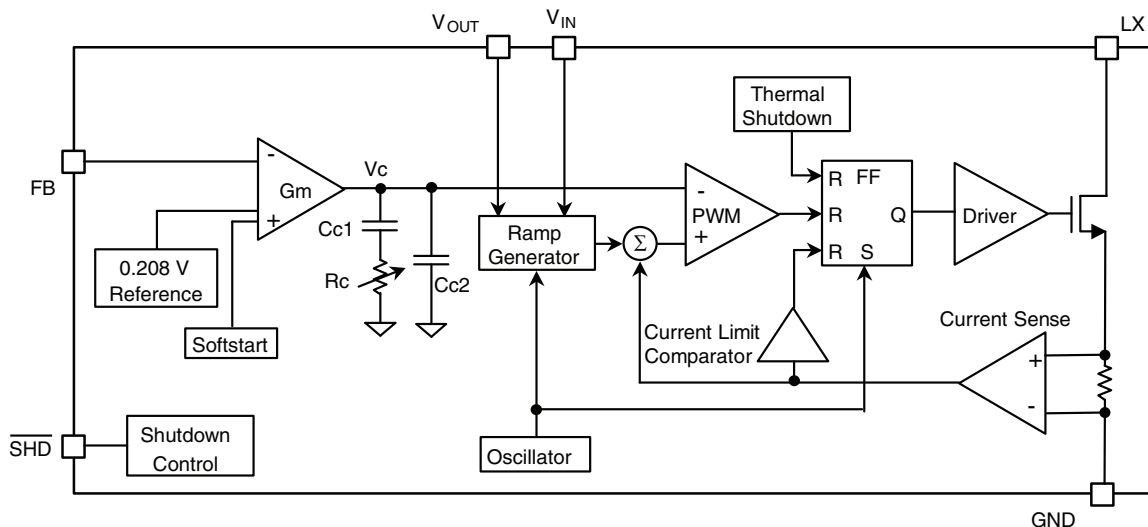 VOUT
VIN
LX
Thermal
Shutdown
FB
-
Gm
+
Vc
-
PWM
+
R FF
R
Q
R S
Driver
0.208 V
Reference
Cc1
Rc
Cc2
Ramp
Generator
Σ
Softstart
Current Limit
Comparator
Current Sense
+
-
SHD
Shutdown
Control
Oscillator
GND